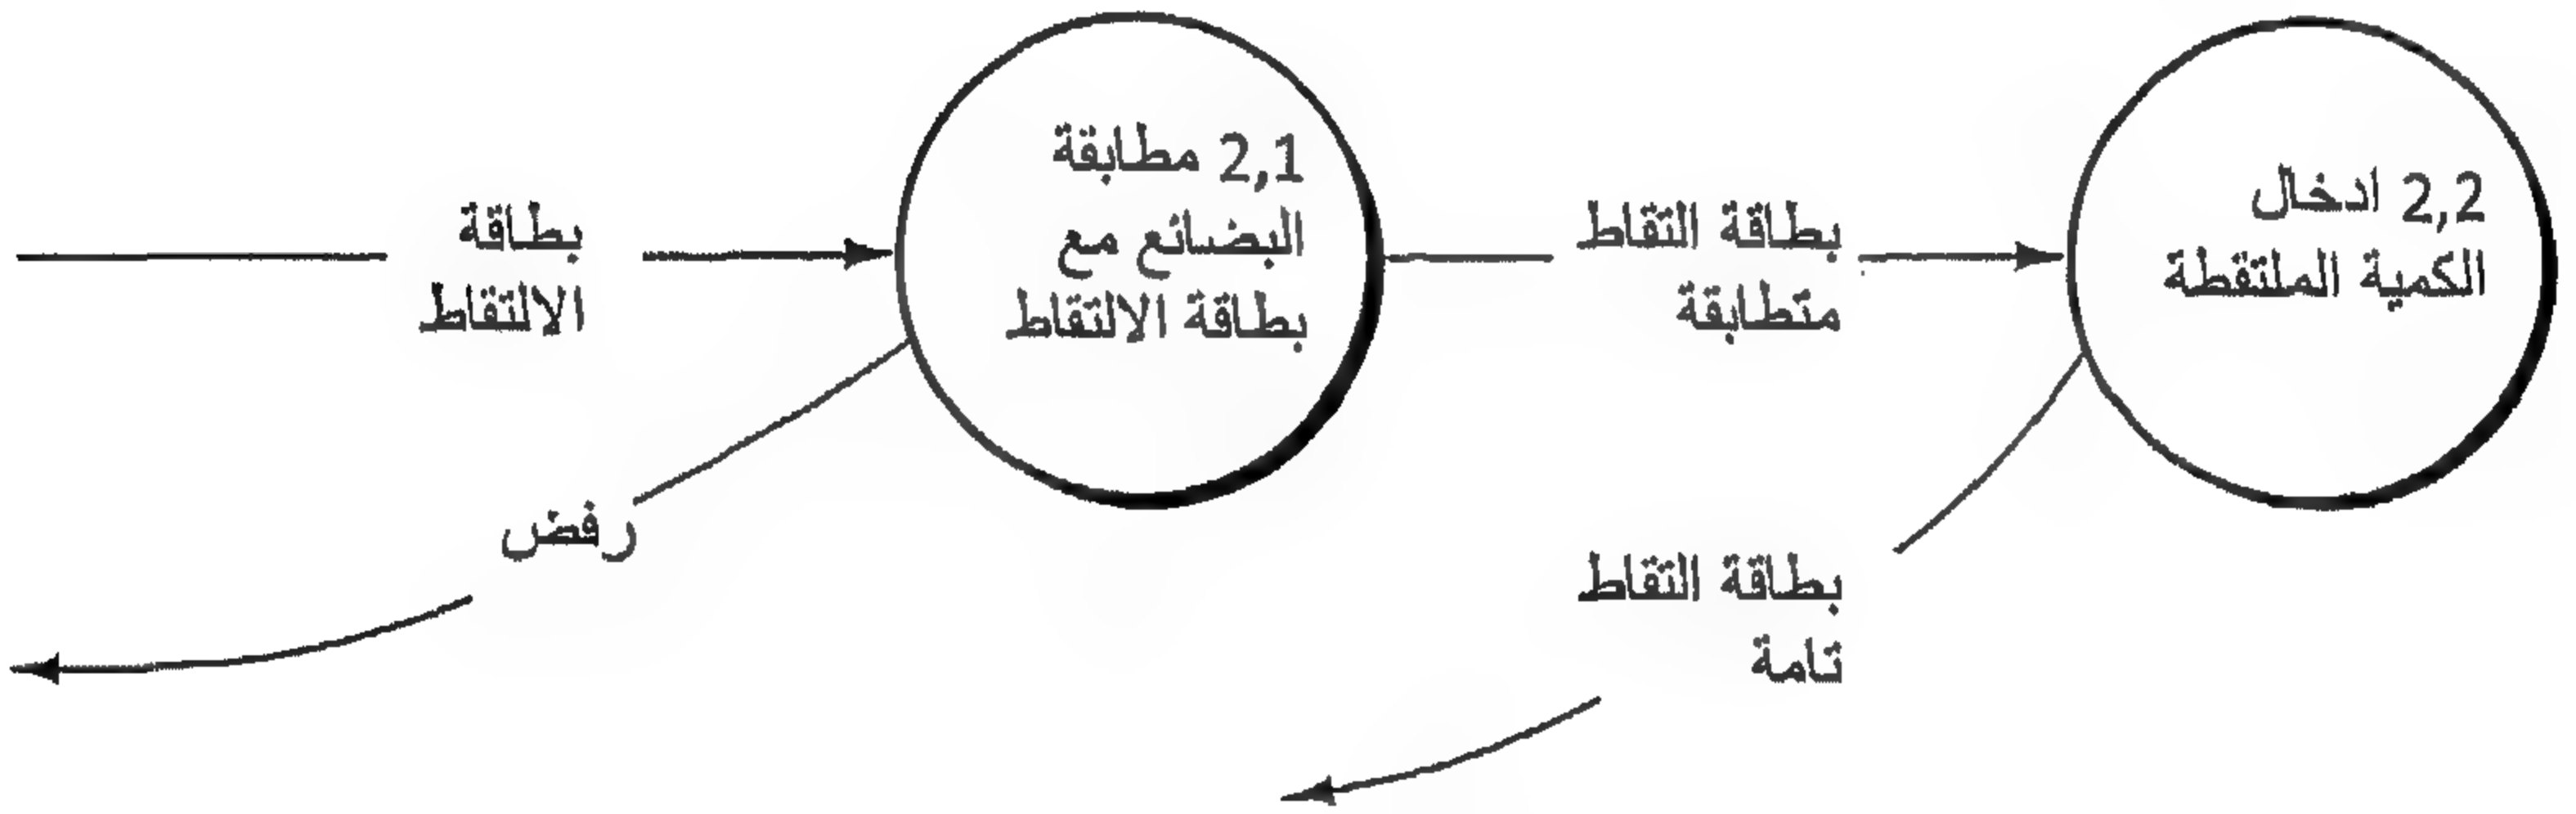 بطاقة
الالتقاط
2,1 مطابقة
البضائع مع
بطاقة الالتقاط
بطاقة التقاط
متطابقة
2,2 ادخال
الكمية الملتقطة
رفض
بطاقة التقاط
تامة